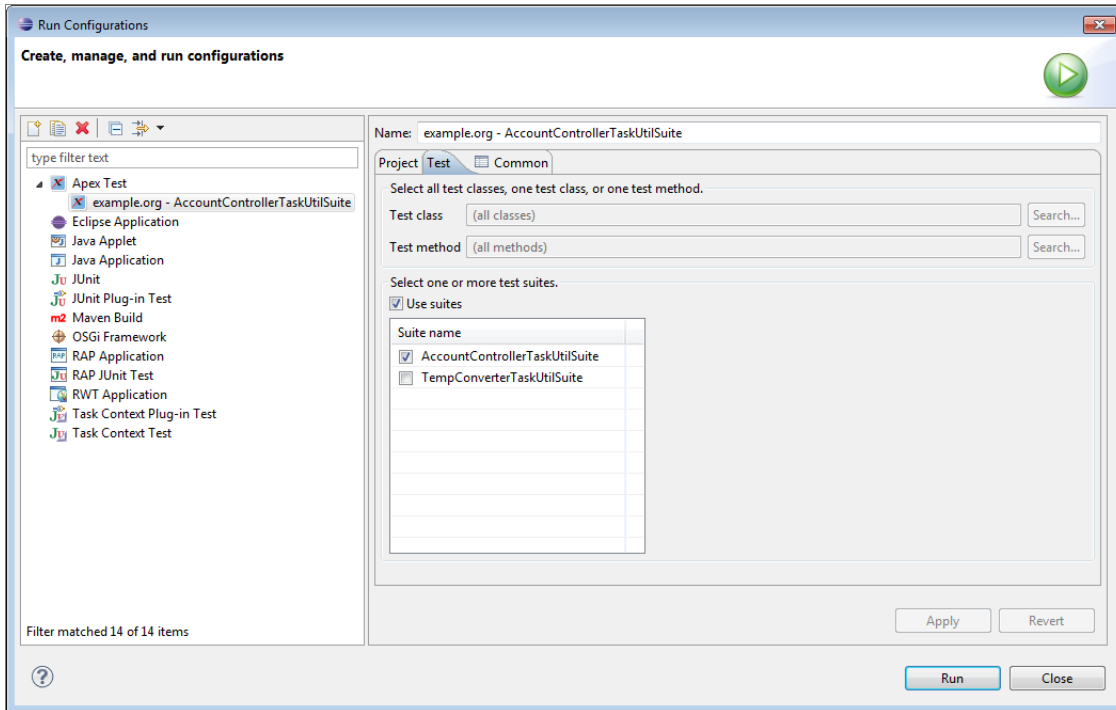 Run Configurations
Create, manage, and run configurations
type filter text
Apex Test
example.org - AccountControllerTaskUtilSuite
Eclipse Application
Java Applet
Java Application
JUnit
JUnit Plug-in Test
m2 Maven Build
OSGi Framework
RAP RAP Application
RAP JUnit Test
RWT Application
Task Context Plug-in Test
Task Context Test
Filter matched 14 of 14 items
Name: example.org - AccountControllerTaskUtilSuite
Project Test Common
Select all test classes, one test class, or one test method.
Test class (all classes) Search...
Test method (all methods) Search...
Select one or more test suites.
Use suites
Suite name
AccountControllerTaskUtilSuite
TempConverterTaskUtilSuite
Apply Revert
? Run Close